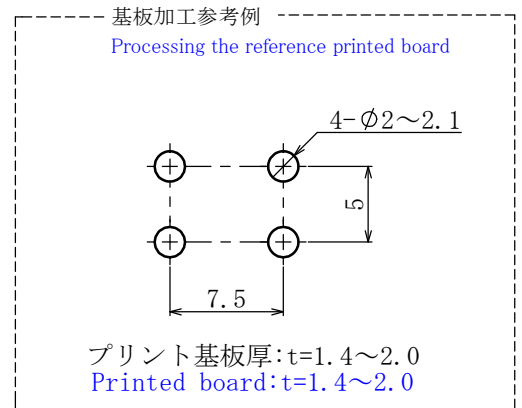 基板加工参考例
Processing the reference printed board
4-Φ2～2.1
5
7.5
プリント基板厚:t=1.4～2.0
Printed board:t=1.4～2.0